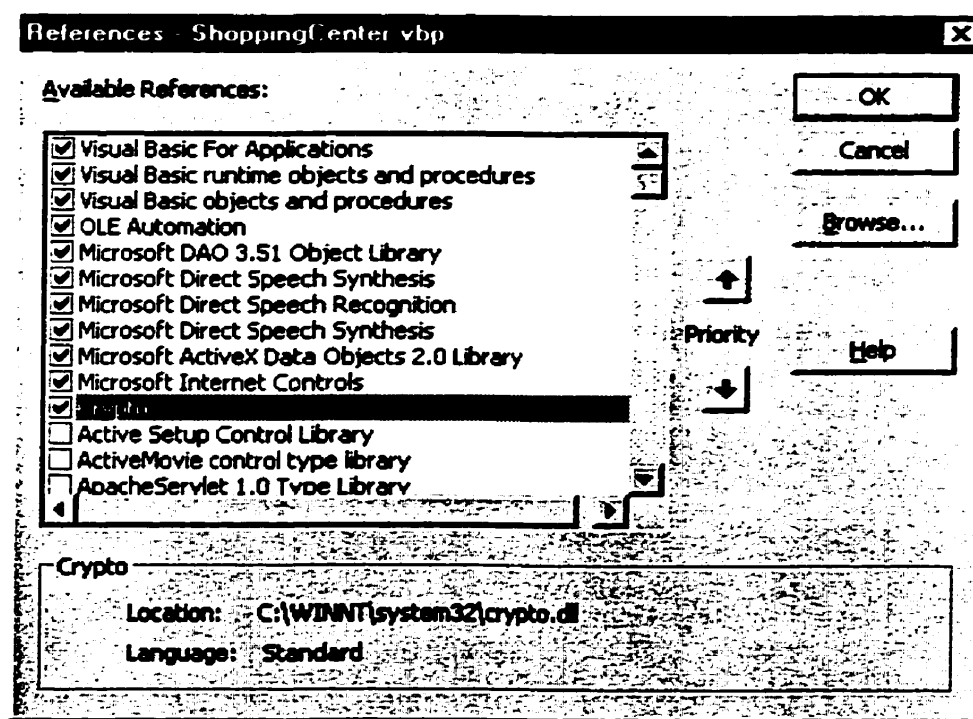 References - ShoppingCenter.vbp
Available References:
OK
Cancel
Browse...
Visual Basic For Applications
Visual Basic runtime objects and procedures
Visual Basic objects and procedures
OLE Automation
Microsoft DAO 3.51 Object Library
Microsoft Direct Speech Synthesis
Microsoft Direct Speech Recognition
Microsoft Direct Speech Synthesis
Microsoft ActiveX Data Objects 2.0 Library
Microsoft Internet Controls
Crypto
Active Setup Control Library
ActiveMovie control type library
ApacheServlet 1.0 Type Library
Priority
Help
Crypto
Location: C:\WINNT\system32\crypto.dll
Language: Standard